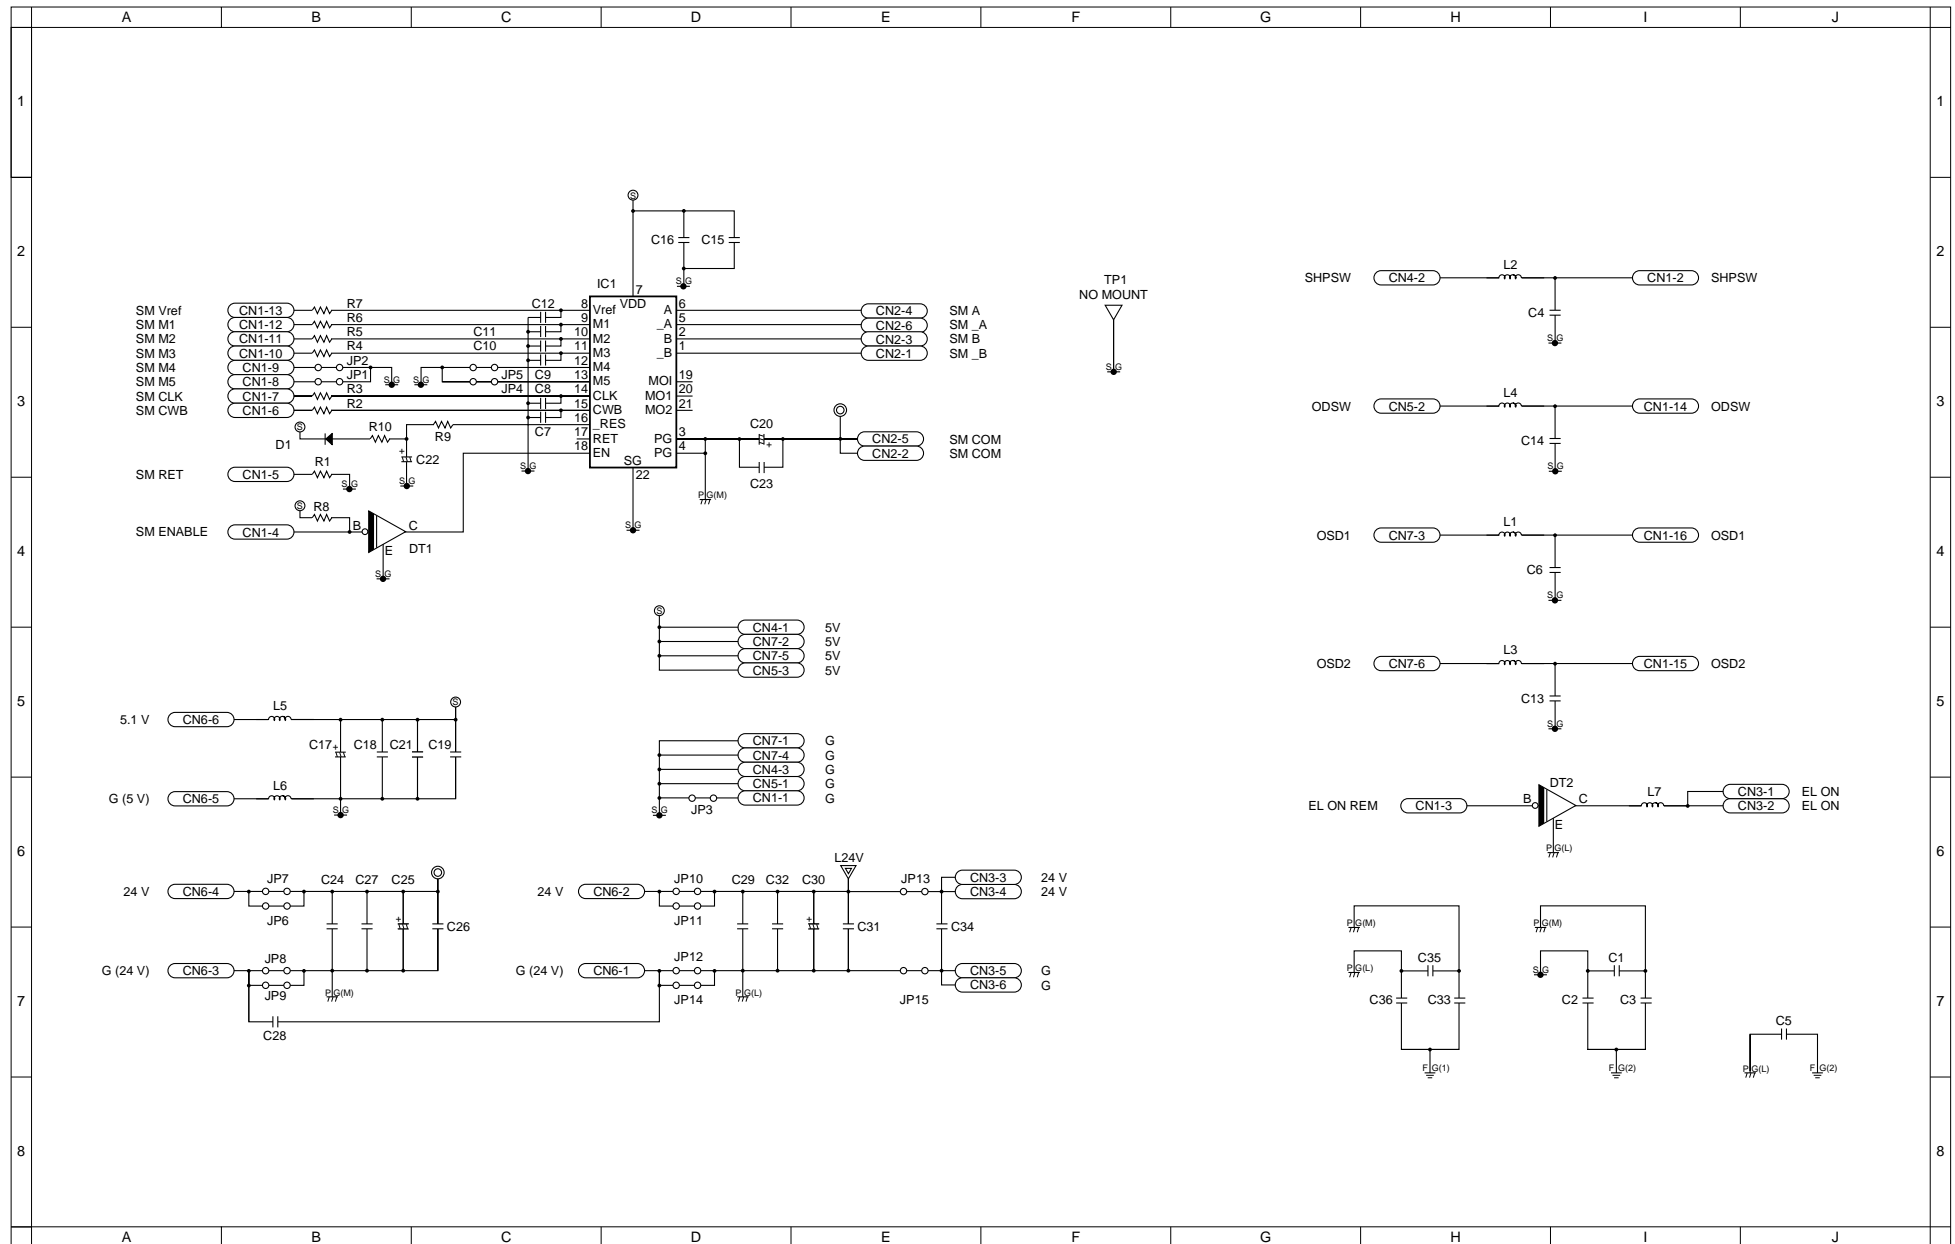 A B C D E F G H I J
1 1
2 2
3 3
4 4
5 5
6 6
7 7
8 8
S
C16 C15
S G
IC1
7
VDD
SM Vref CN1-13 R7 C12 8 Vref A 6 CN2-4 SM A
SM M1 CN1-12 R6 9 M1 _A 5 CN2-6 SM _A
SM M2 CN1-11 R5 C11 10 M2 B 2 CN2-3 SM B
SM M3 CN1-10 R4 C10 11 M3 _B 1 CN2-1 SM _B
SM M4 CN1-9 JP2 12 M4
SM M5 CN1-8 JP1 S G S G JP5 C9 13 M5 MOI 19
SM CLK CN1-7 R3 JP4 C8 14 CLK MO1 20
SM CWB CN1-6 R2 15 CWB MO2 21
S D1 R10 R9 C7 16 _RES
17 RET PG 3 C20 + CN2-5 SM COM
18 EN PG 4 CN2-2 SM COM
C22 + S G S G
SG 22 C23
P G(M)
S G
SM RET CN1-5 R1 S G
S R8
SM ENABLE CN1-4 B C E DT1
S G
TP1
NO MOUNT
S G
SHPSW CN4-2 L2 CN1-2 SHPSW
C4
S G
ODSW CN5-2 L4 CN1-14 ODSW
C14
S G
OSD1 CN7-3 L1 CN1-16 OSD1
C6
S G
OSD2 CN7-6 L3 CN1-15 OSD2
C13
S G
S
CN4-1 5V
CN7-2 5V
CN7-5 5V
CN5-3 5V
S
5.1 V CN6-6 L5
C17 + C18 C21 C19
G (5 V) CN6-5 L6
S G
CN7-1 G
CN7-4 G
CN4-3 G
CN5-1 G
JP3 CN1-1 G
S G
DT2
EL ON REM CN1-3 B C E L7 CN3-1 EL ON
CN3-2 EL ON
P G(L)
24 V CN6-4 JP7 C24 C27 C25
JP6 + C26
G (24 V) CN6-3 JP8
JP9 P G(M)
C28
L24V
24 V CN6-2 JP10 C29 C32 C30 JP13 CN3-3 24 V
CN3-4 24 V
JP11 + C31 C34
G (24 V) CN6-1 JP12 CN3-5 G
JP14 P G(L) JP15 CN3-6 G
P G(M)
P G(L) C35
C36 C33
F G(1)
P G(M)
S G C1
C2 C3
F G(2)
C5
P G(L) F G(2)
A B C D E F G H I J